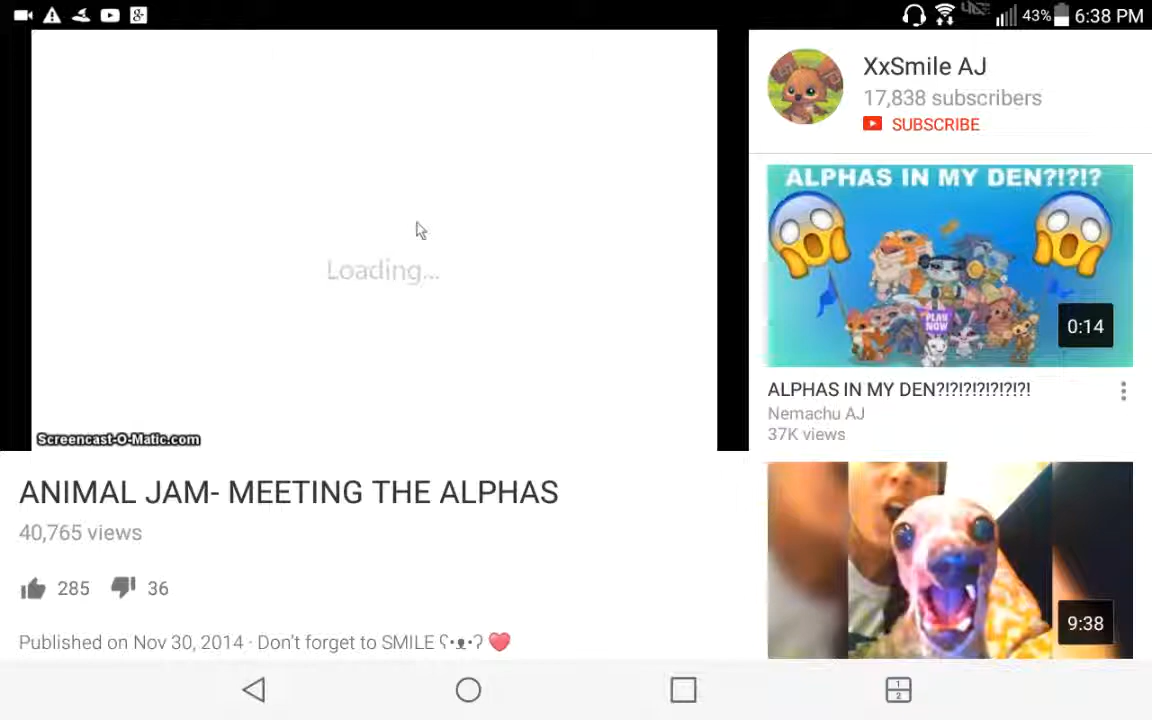 43% 6:38 PM
Loading...
Screencast-O-Matic.com
ANIMAL JAM- MEETING THE ALPHAS
40,765 views
285 36
Published on Nov 30, 2014 · Don't forget to SMILE ʕ•ᴥ•ʔ ❤
XxSmile AJ
17,838 subscribers
SUBSCRIBE
ALPHAS IN MY DEN?!?!?
PLAY
NOW
0:14
ALPHAS IN MY DEN?!?!?!?!?!?!?!
Nemachu AJ
37K views
9:38
1
2